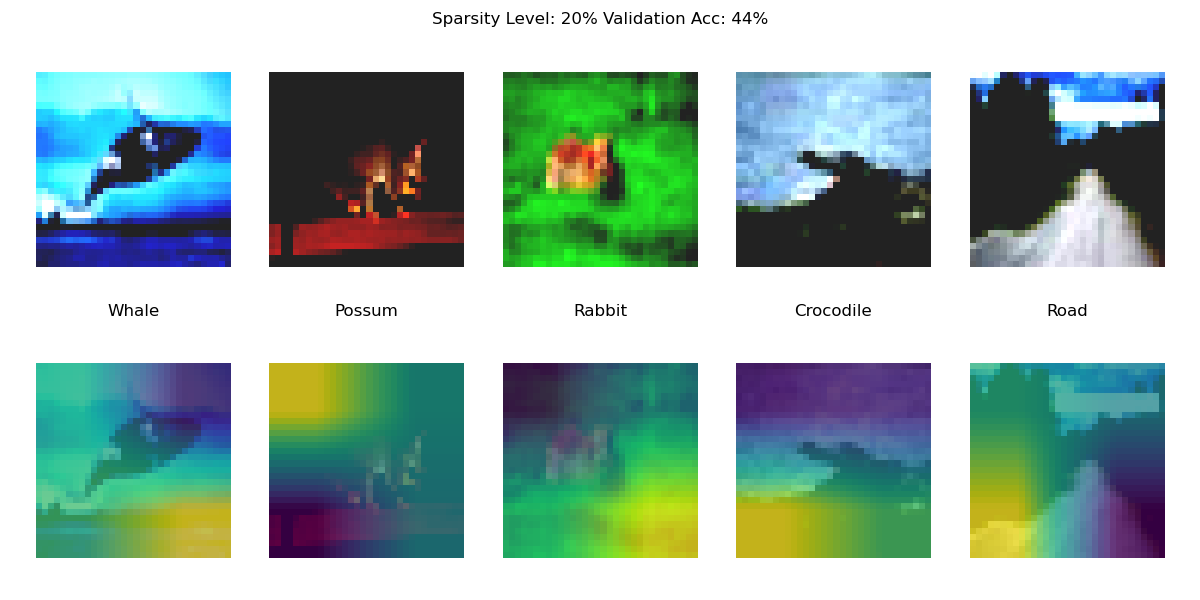 Sparsity Level: 20% Validation Acc: 44%
Whale
Possum
Rabbit
Crocodile
Road